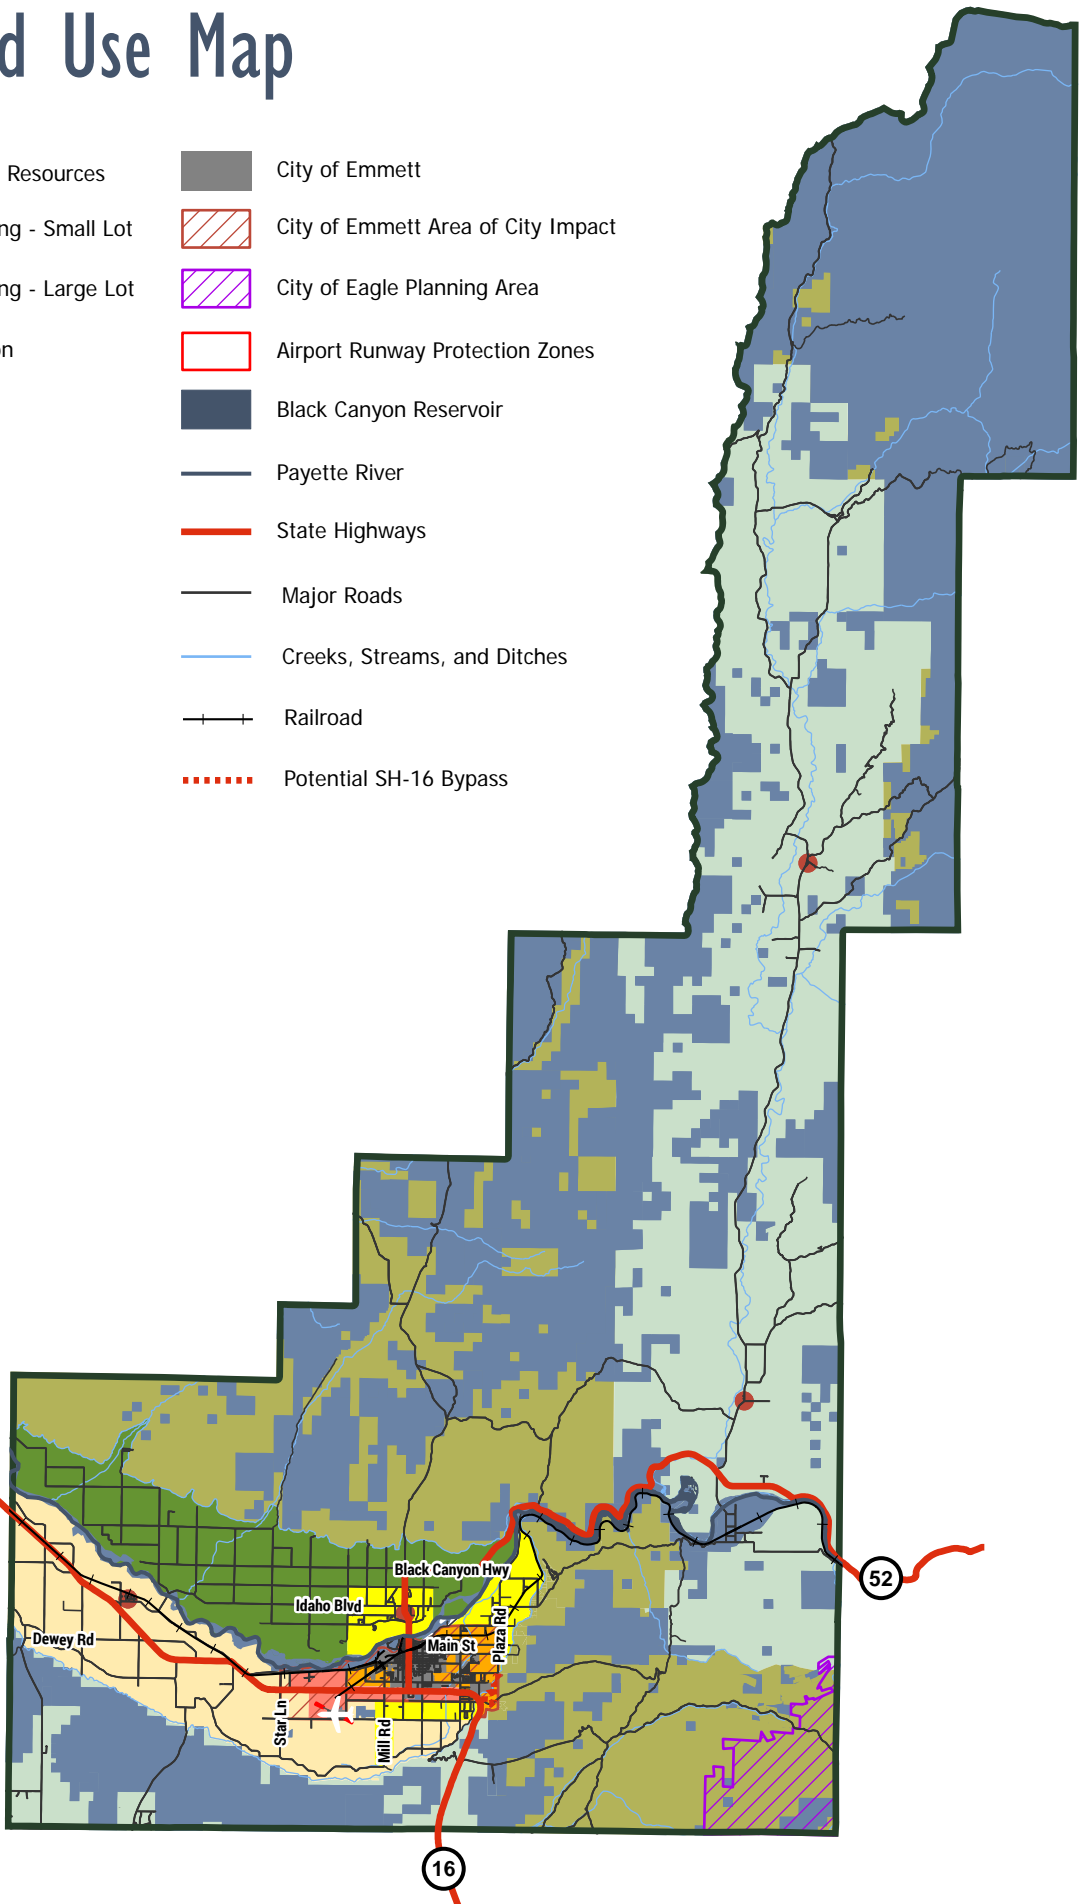 d Use Map
Resources
ng - Small Lot
ng - Large Lot
on
City of Emmett
City of Emmett Area of City Impact
City of Eagle Planning Area
Airport Runway Protection Zones
Black Canyon Reservoir
Payette River
State Highways
Major Roads
Creeks, Streams, and Ditches
Railroad
Potential SH-16 Bypass
Black Canyon Hwy
Idaho Blvd
Plaza Rd
Dewey Rd
Main St
Star Ln
Mill Rd
52
16